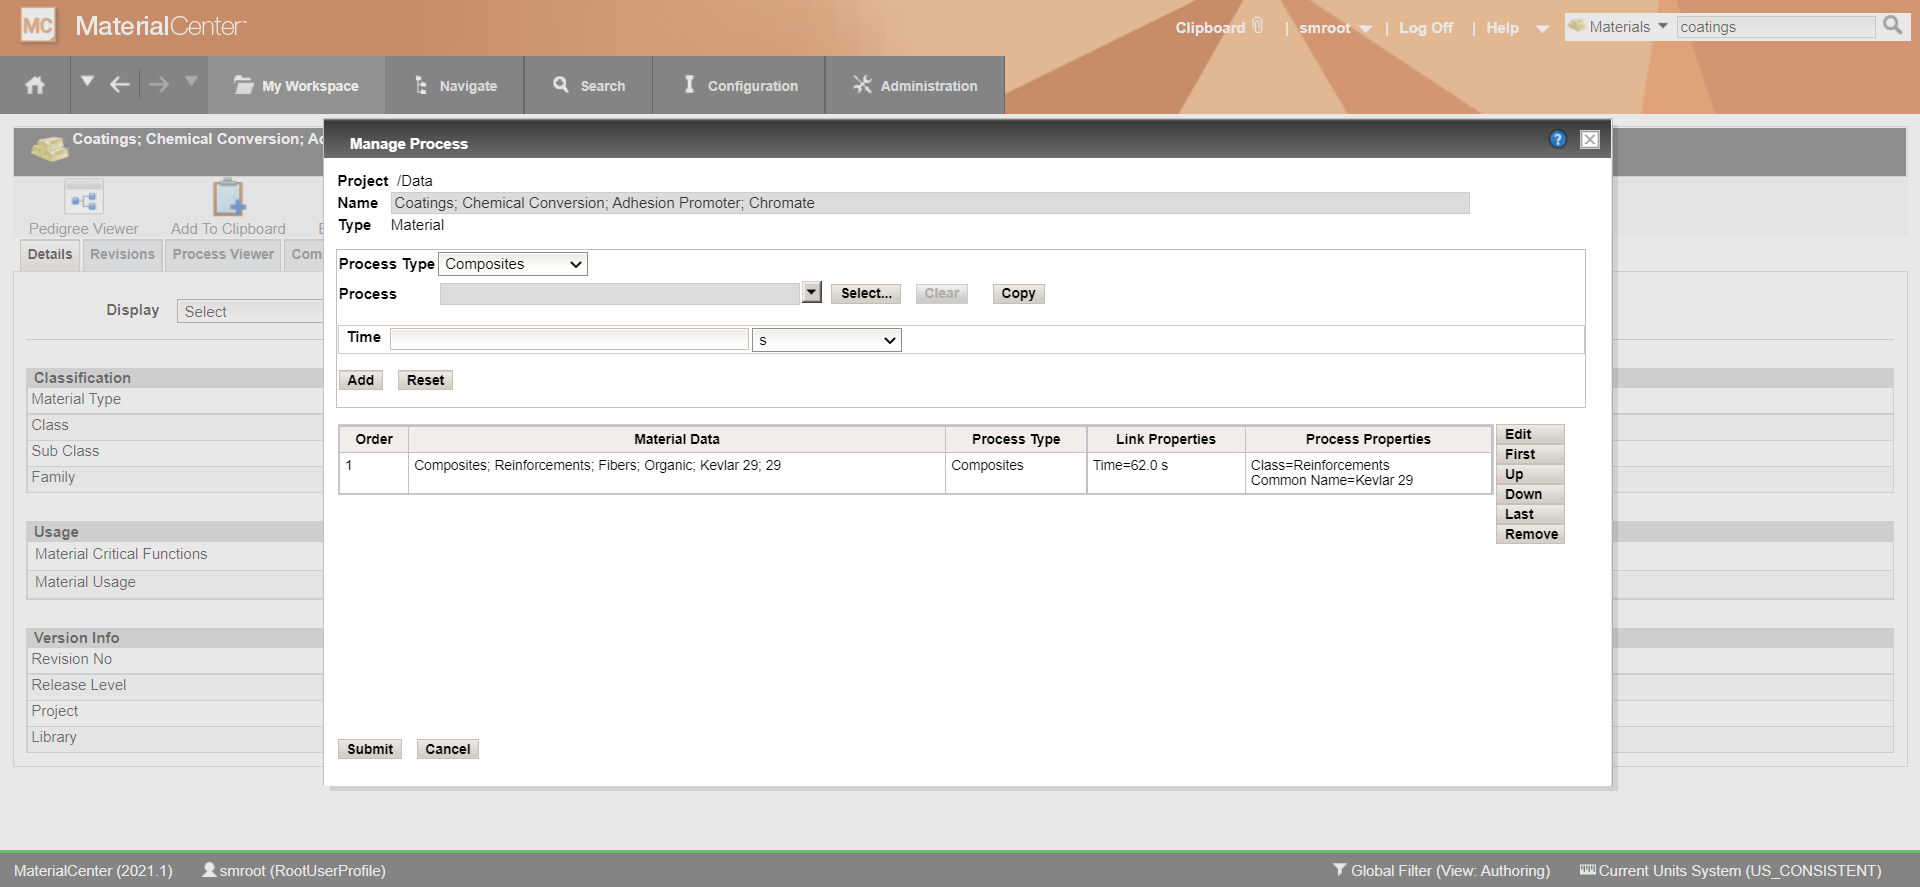 MC MaterialCenter
Clipboard | smroot | Log Off | Help Materials coatings
My Workspace Navigate Search Configuration Administration
Coatings; Chemical Conversion; Ad
Manage Process ?
Project /Data
Name Coatings; Chemical Conversion; Adhesion Promoter; Chromate
Type Material
Pedigree Viewer Add To Clipboard E
Details Revisions Process Viewer Com
Display Select
Process Type Composites
Process Select... Clear Copy
Time s
Add Reset
Classification
Material Type
Class
Sub Class
Family
Order Material Data Process Type Link Properties Process Properties
1 Composites; Reinforcements; Fibers; Organic; Kevlar 29; 29 Composites Time=62.0 s Class=Reinforcements
Common Name=Kevlar 29
Edit
First
Up
Down
Last
Remove
Usage
Material Critical Functions
Material Usage
Version Info
Revision No
Release Level
Project
Library
Submit Cancel
MaterialCenter (2021.1) smroot (RootUserProfile) Global Filter (View: Authoring) Current Units System (US_CONSISTENT)